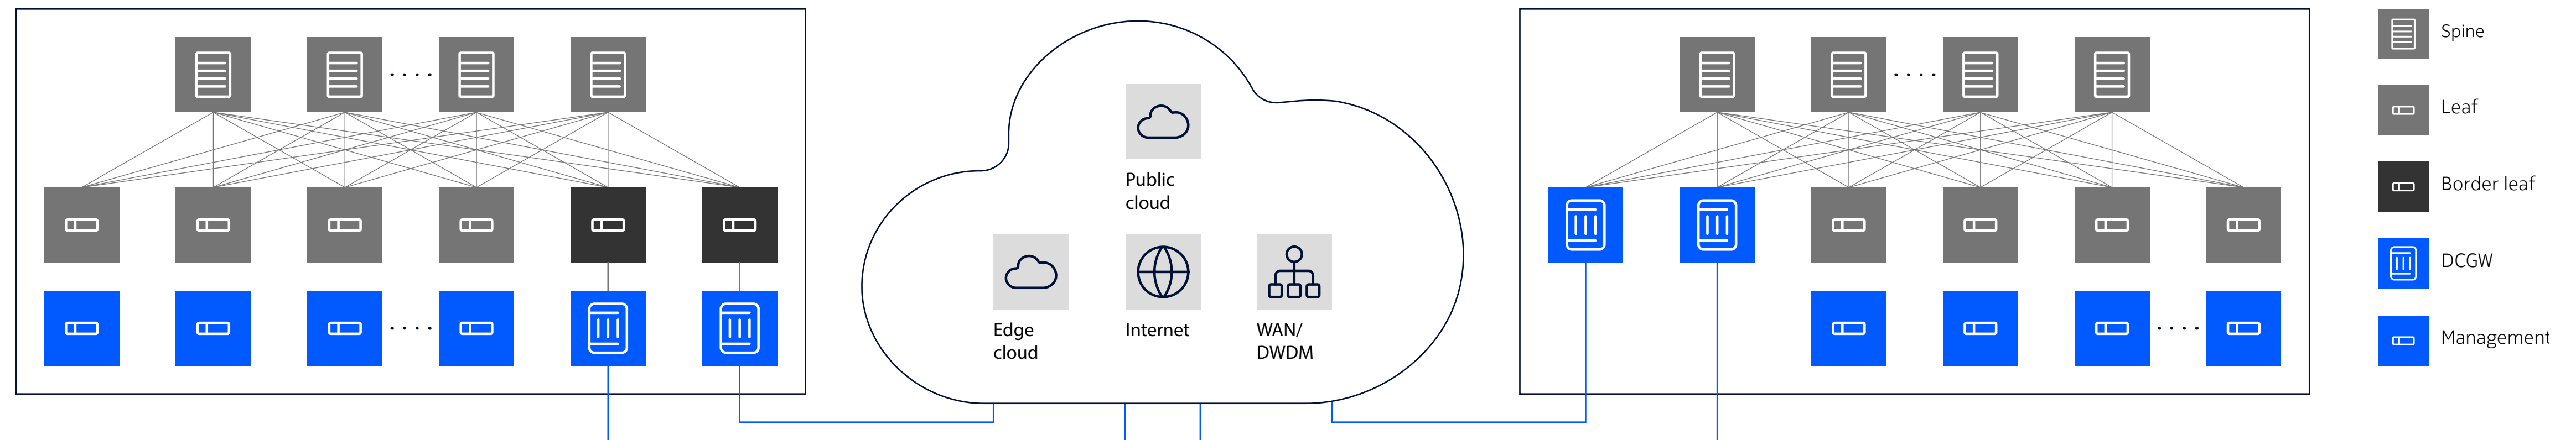 Public
cloud
Edge
cloud
Internet
WAN/
DWDM
Spine
Leaf
Border leaf
DCGW
Management